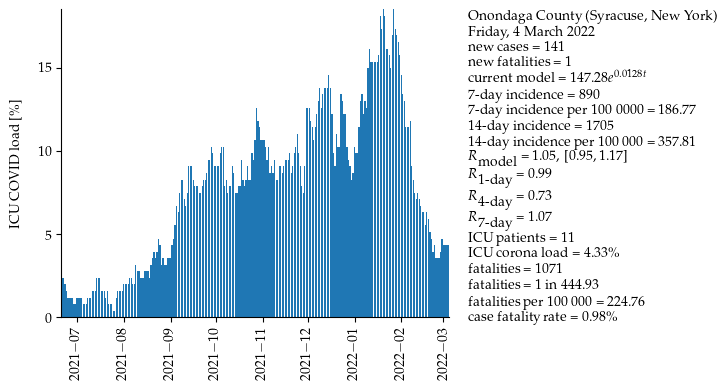 Onondaga County (Syracuse, New York)
Friday, 4 March 2022
new cases = 141
new fatalities = 1
current model = 147.28e^0.0128t
7-day incidence = 890
7-day incidence per 100 0000 = 186.77
14-day incidence = 1705
14-day incidence per 100 000 = 357.81
R_model = 1.05, [0.95, 1.17]
R_1-day = 0.99
R_4-day = 0.73
R_7-day = 1.07
ICU patients = 11
ICU corona load = 4.33%
fatalities = 1071
fatalities = 1 in 444.93
fatalities per 100 000 = 224.76
case fatality rate = 0.98%
ICU COVID load [%]
15
10
5
0
2021−07
2021−08
2021−09
2021−10
2021−11
2021−12
2022−01
2022−02
2022−03